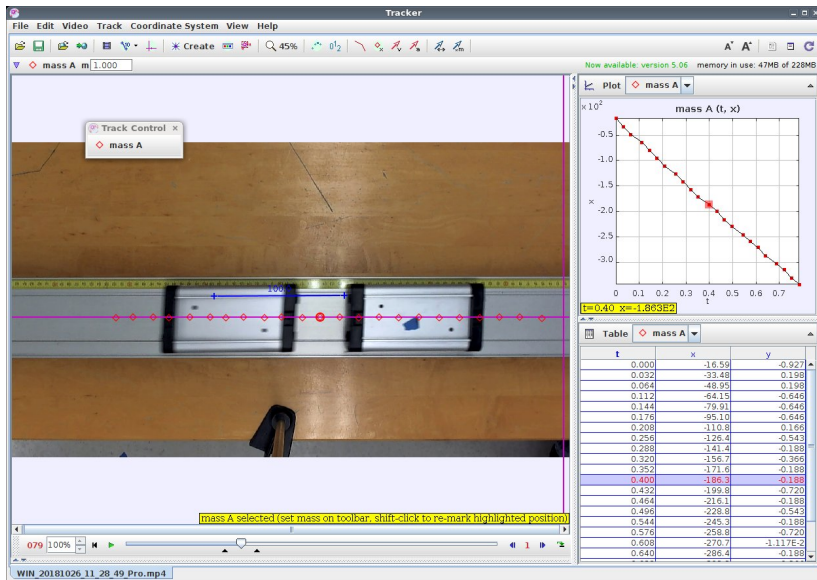 Tracker
File Edit Video Track Coordinate System View Help
Create 45%
mass A m 1.000
Now available: version 5.06 memory in use: 47MB of 228MB
Track Control
mass A
100
Plot mass A
mass A (t, x)
×10²
-0.5
-1.0
-1.5
-2.0
-2.5
-3.0
x
0 0.1 0.2 0.3 0.4 0.5 0.6 0.7
t
t=0.40 x=-1.863E2
Table mass A
t x y
0.000 -16.59 -0.927
0.032 -33.48 0.198
0.064 -48.95 0.198
0.112 -64.15 -0.646
0.144 -79.91 -0.646
0.176 -95.10 -0.646
0.208 -110.8 0.166
0.256 -126.4 -0.543
0.288 -141.4 -0.188
0.320 -156.7 -0.366
0.352 -171.6 -0.188
0.400 -186.3 -0.188
0.432 -199.8 -0.720
0.464 -216.1 -0.188
0.496 -228.8 -0.543
0.544 -245.3 -0.188
0.576 -258.8 -0.720
0.608 -270.7 -1.117E-2
0.640 -286.4 -0.188
mass A selected (set mass on toolbar, shift-click to re-mark highlighted position)
079 100% 1
WIN_20181026_11_28_49_Pro.mp4